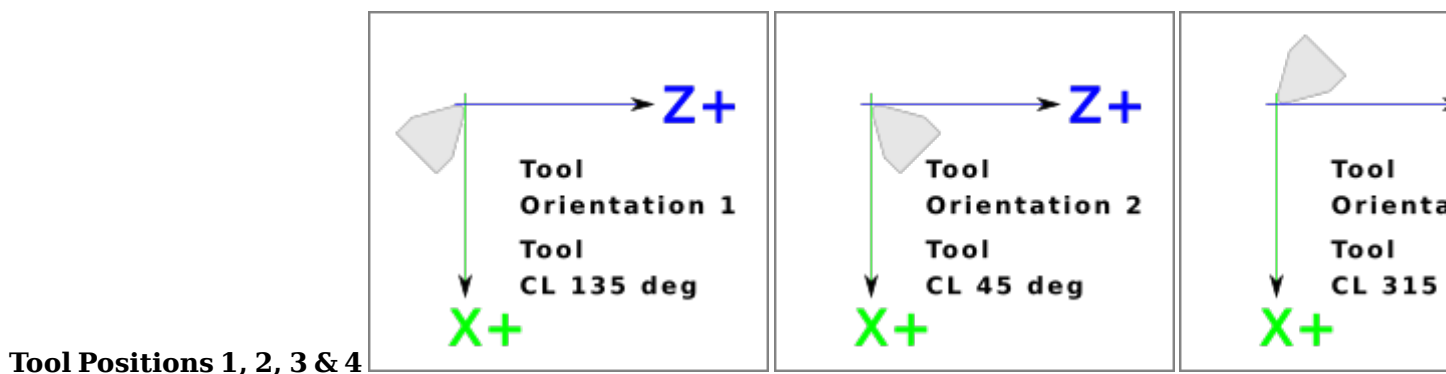 Z+
Tool
Orientation 1
Tool
CL 135 deg
X+
Z+
Tool
Orientation 2
Tool
CL 45 deg
X+
Tool
Orienta
Tool
CL 315
X+
Tool Positions 1, 2, 3 & 4